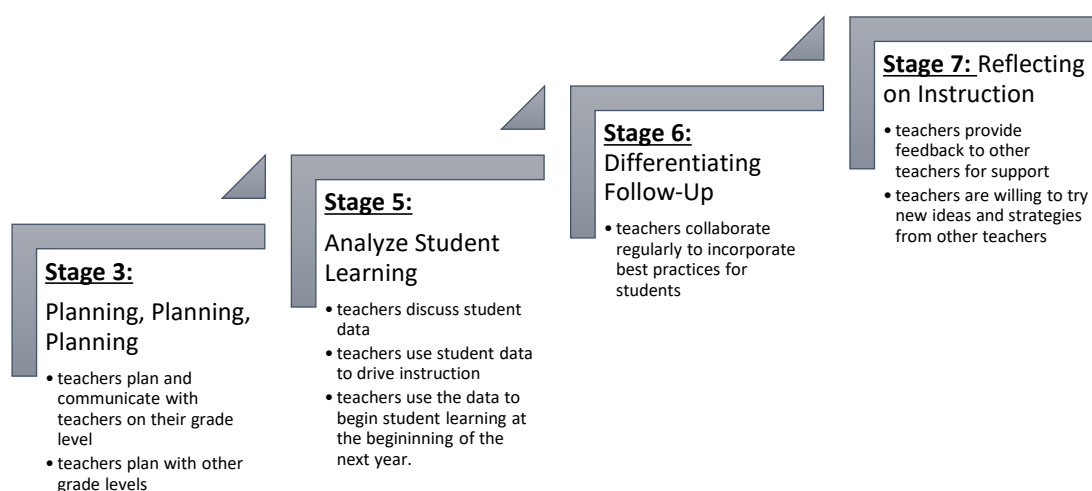 Stage 3:
Planning, Planning,
Planning
• teachers plan and
communicate with
teachers on their grade
level
• teachers plan with other
grade levels
Stage 5:
Analyze Student
Learning
• teachers discuss student
data
• teachers use student data
to drive instruction
• teachers use the data to
begin student learning at
the begininning of the
next year.
Stage 6:
Differentiating
Follow-Up
• teachers collaborate
regularly to incorporate
best practices for
students
Stage 7: Reflecting
on Instruction
• teachers provide
feedback to other
teachers for support
• teachers are willing to try
new ideas and strategies
from other teachers